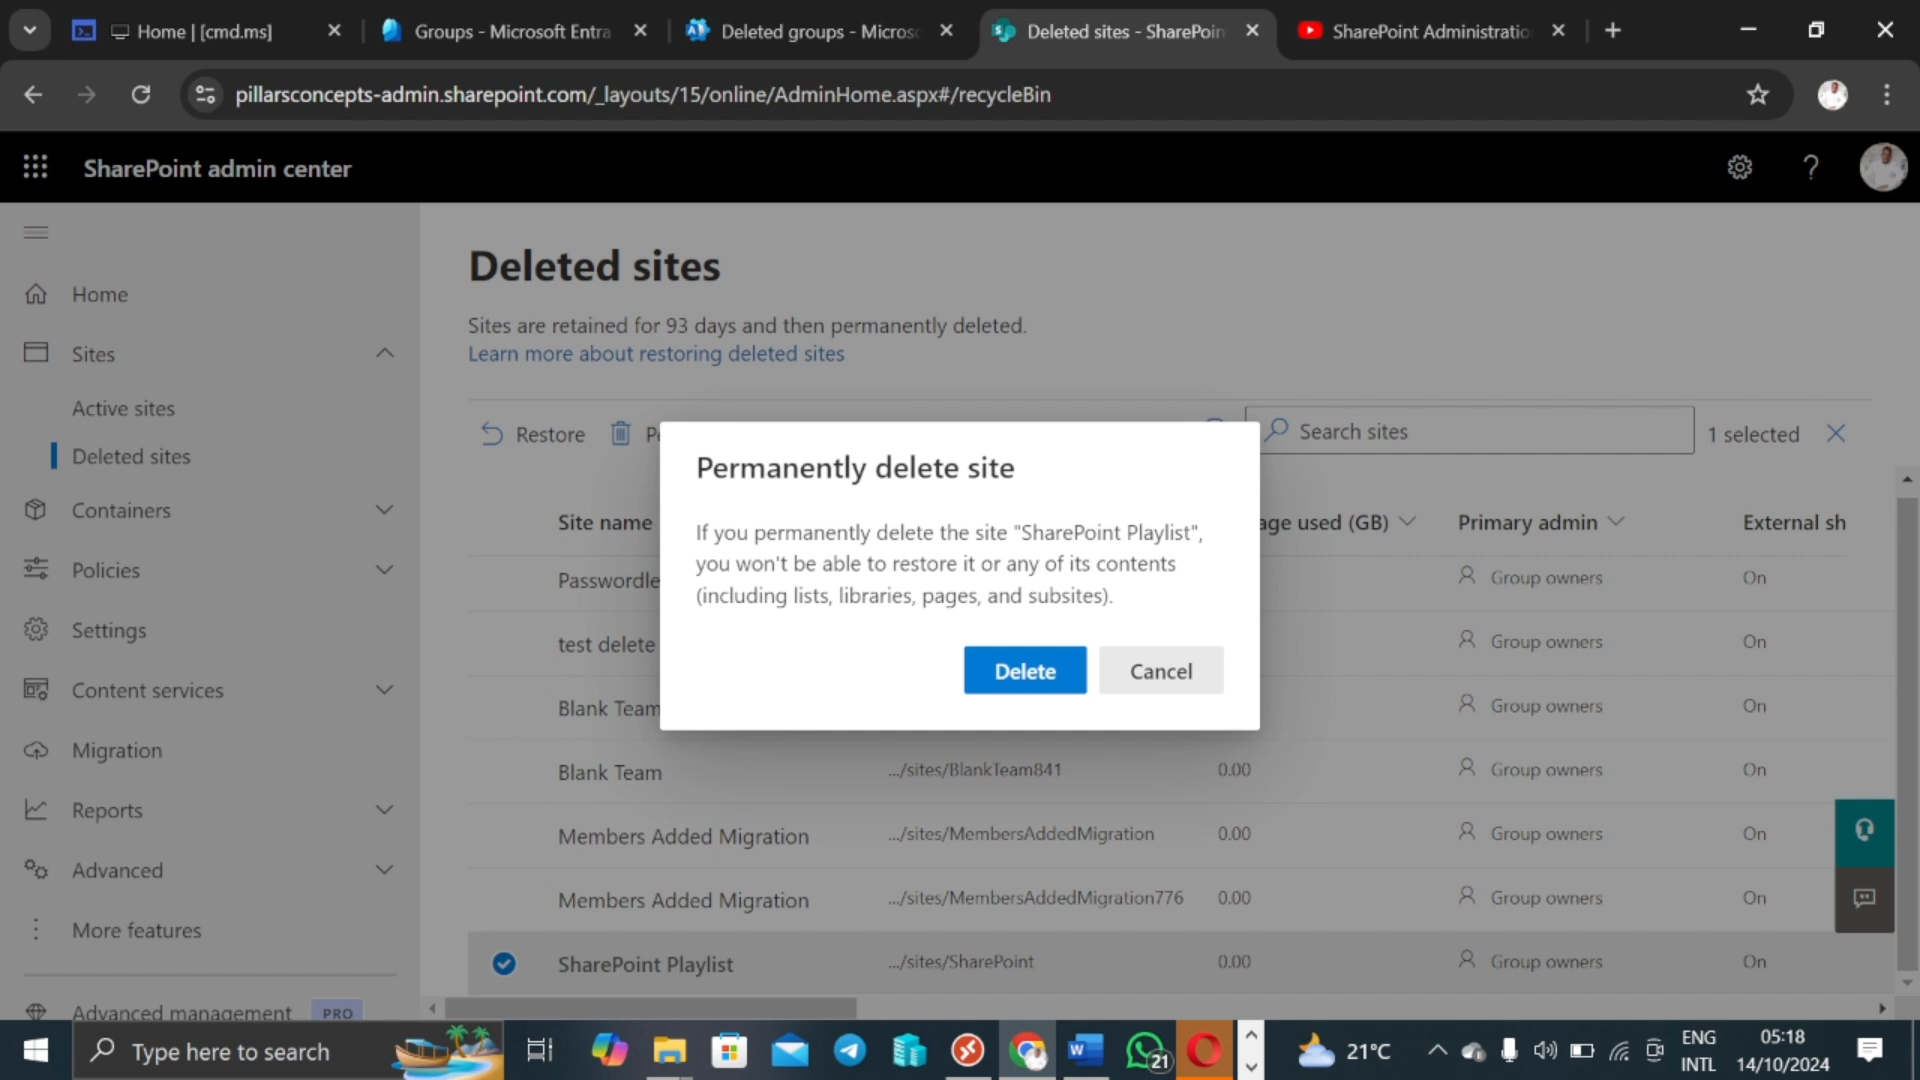 Home | [cmd.ms]
Groups - Microsoft Entra
Deleted groups - Micros
Deleted sites - SharePoin
SharePoint Administratio
pillarsconcepts-admin.sharepoint.com/_layouts/15/online/AdminHome.aspx#/recycleBin
SharePoint admin center
Home
Sites
Active sites
Deleted sites
Containers
Policies
Settings
Content services
Migration
Reports
Advanced
More features
Advanced management PRO
Deleted sites
Sites are retained for 93 days and then permanently deleted.
Learn more about restoring deleted sites
Restore
Search sites
1 selected
Site name
age used (GB)
Primary admin
External sh
Passwordle
Group owners
On
test delete
Group owners
On
Blank Team
Group owners
On
Blank Team
.../sites/BlankTeam841
0.00
Group owners
On
Members Added Migration
.../sites/MembersAddedMigration
0.00
Group owners
On
Members Added Migration
.../sites/MembersAddedMigration776
0.00
Group owners
On
SharePoint Playlist
.../sites/SharePoint
0.00
Group owners
On
Permanently delete site
If you permanently delete the site "SharePoint Playlist",
you won't be able to restore it or any of its contents
(including lists, libraries, pages, and subsites).
Delete
Cancel
Type here to search
21
21°C
ENG
INTL
05:18
14/10/2024